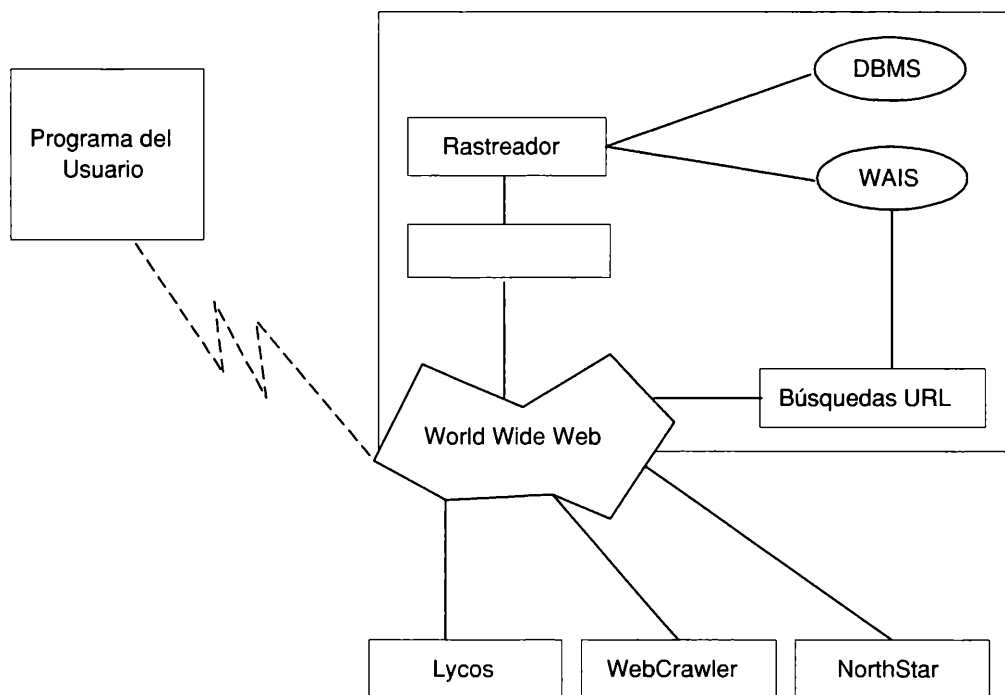 DBMS
Programa del
Usuario
Rastreador
WAIS
Búsquedas URL
World Wide Web
Lycos
WebCrawler
NorthStar